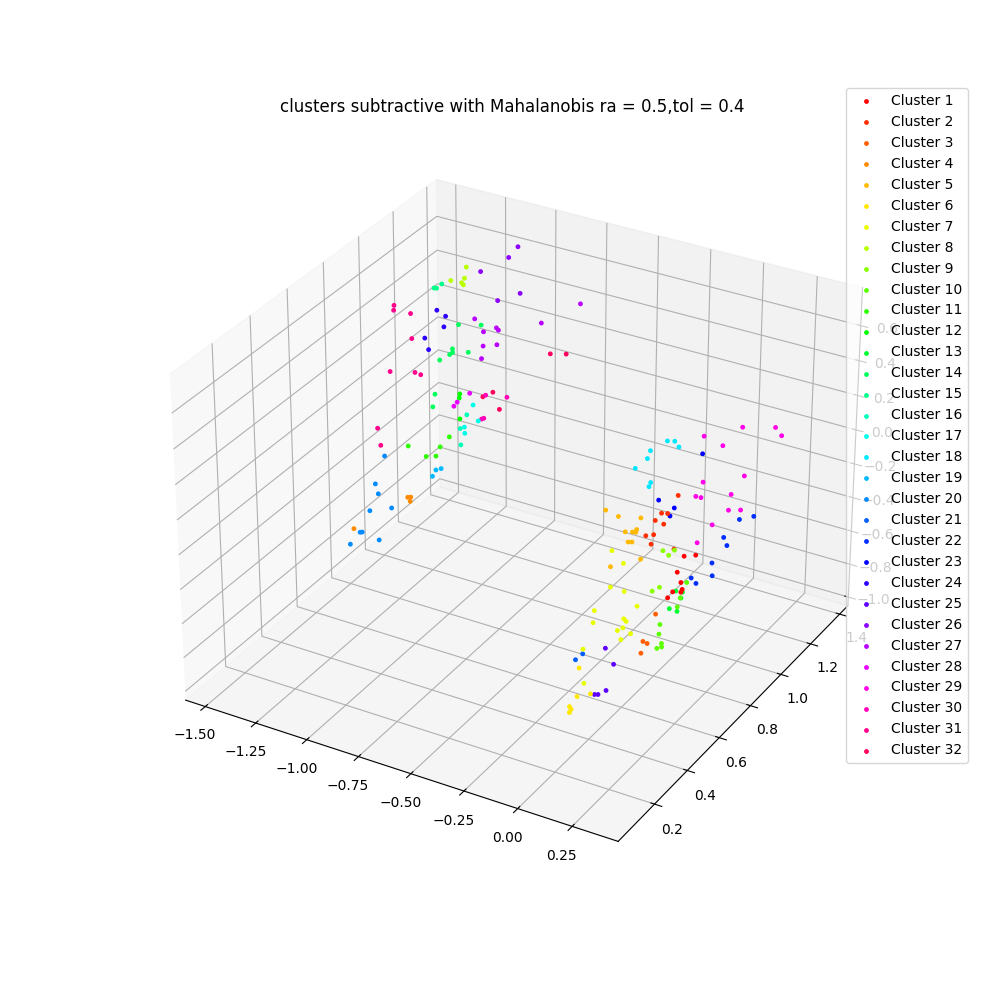 clusters subtractive with Mahalanobis ra = 0.5,tol = 0.4
Cluster 1
Cluster 2
Cluster 3
Cluster 4
Cluster 5
Cluster 6
Cluster 7
Cluster 8
Cluster 9
Cluster 10
Cluster 11
Cluster 12
Cluster 13
Cluster 14
Cluster 15
Cluster 16
Cluster 17
Cluster 18
Cluster 19
Cluster 20
Cluster 21
Cluster 22
Cluster 23
Cluster 24
Cluster 25
Cluster 26
Cluster 27
Cluster 28
Cluster 29
Cluster 30
Cluster 31
Cluster 32
0.4
0.2
0.0
−0.2
−0.4
−0.6
−0.8
−1.0
1.4
1.2
1.0
0.8
0.6
0.4
0.2
−1.50
−1.25
−1.00
−0.75
−0.50
−0.25
0.00
0.25